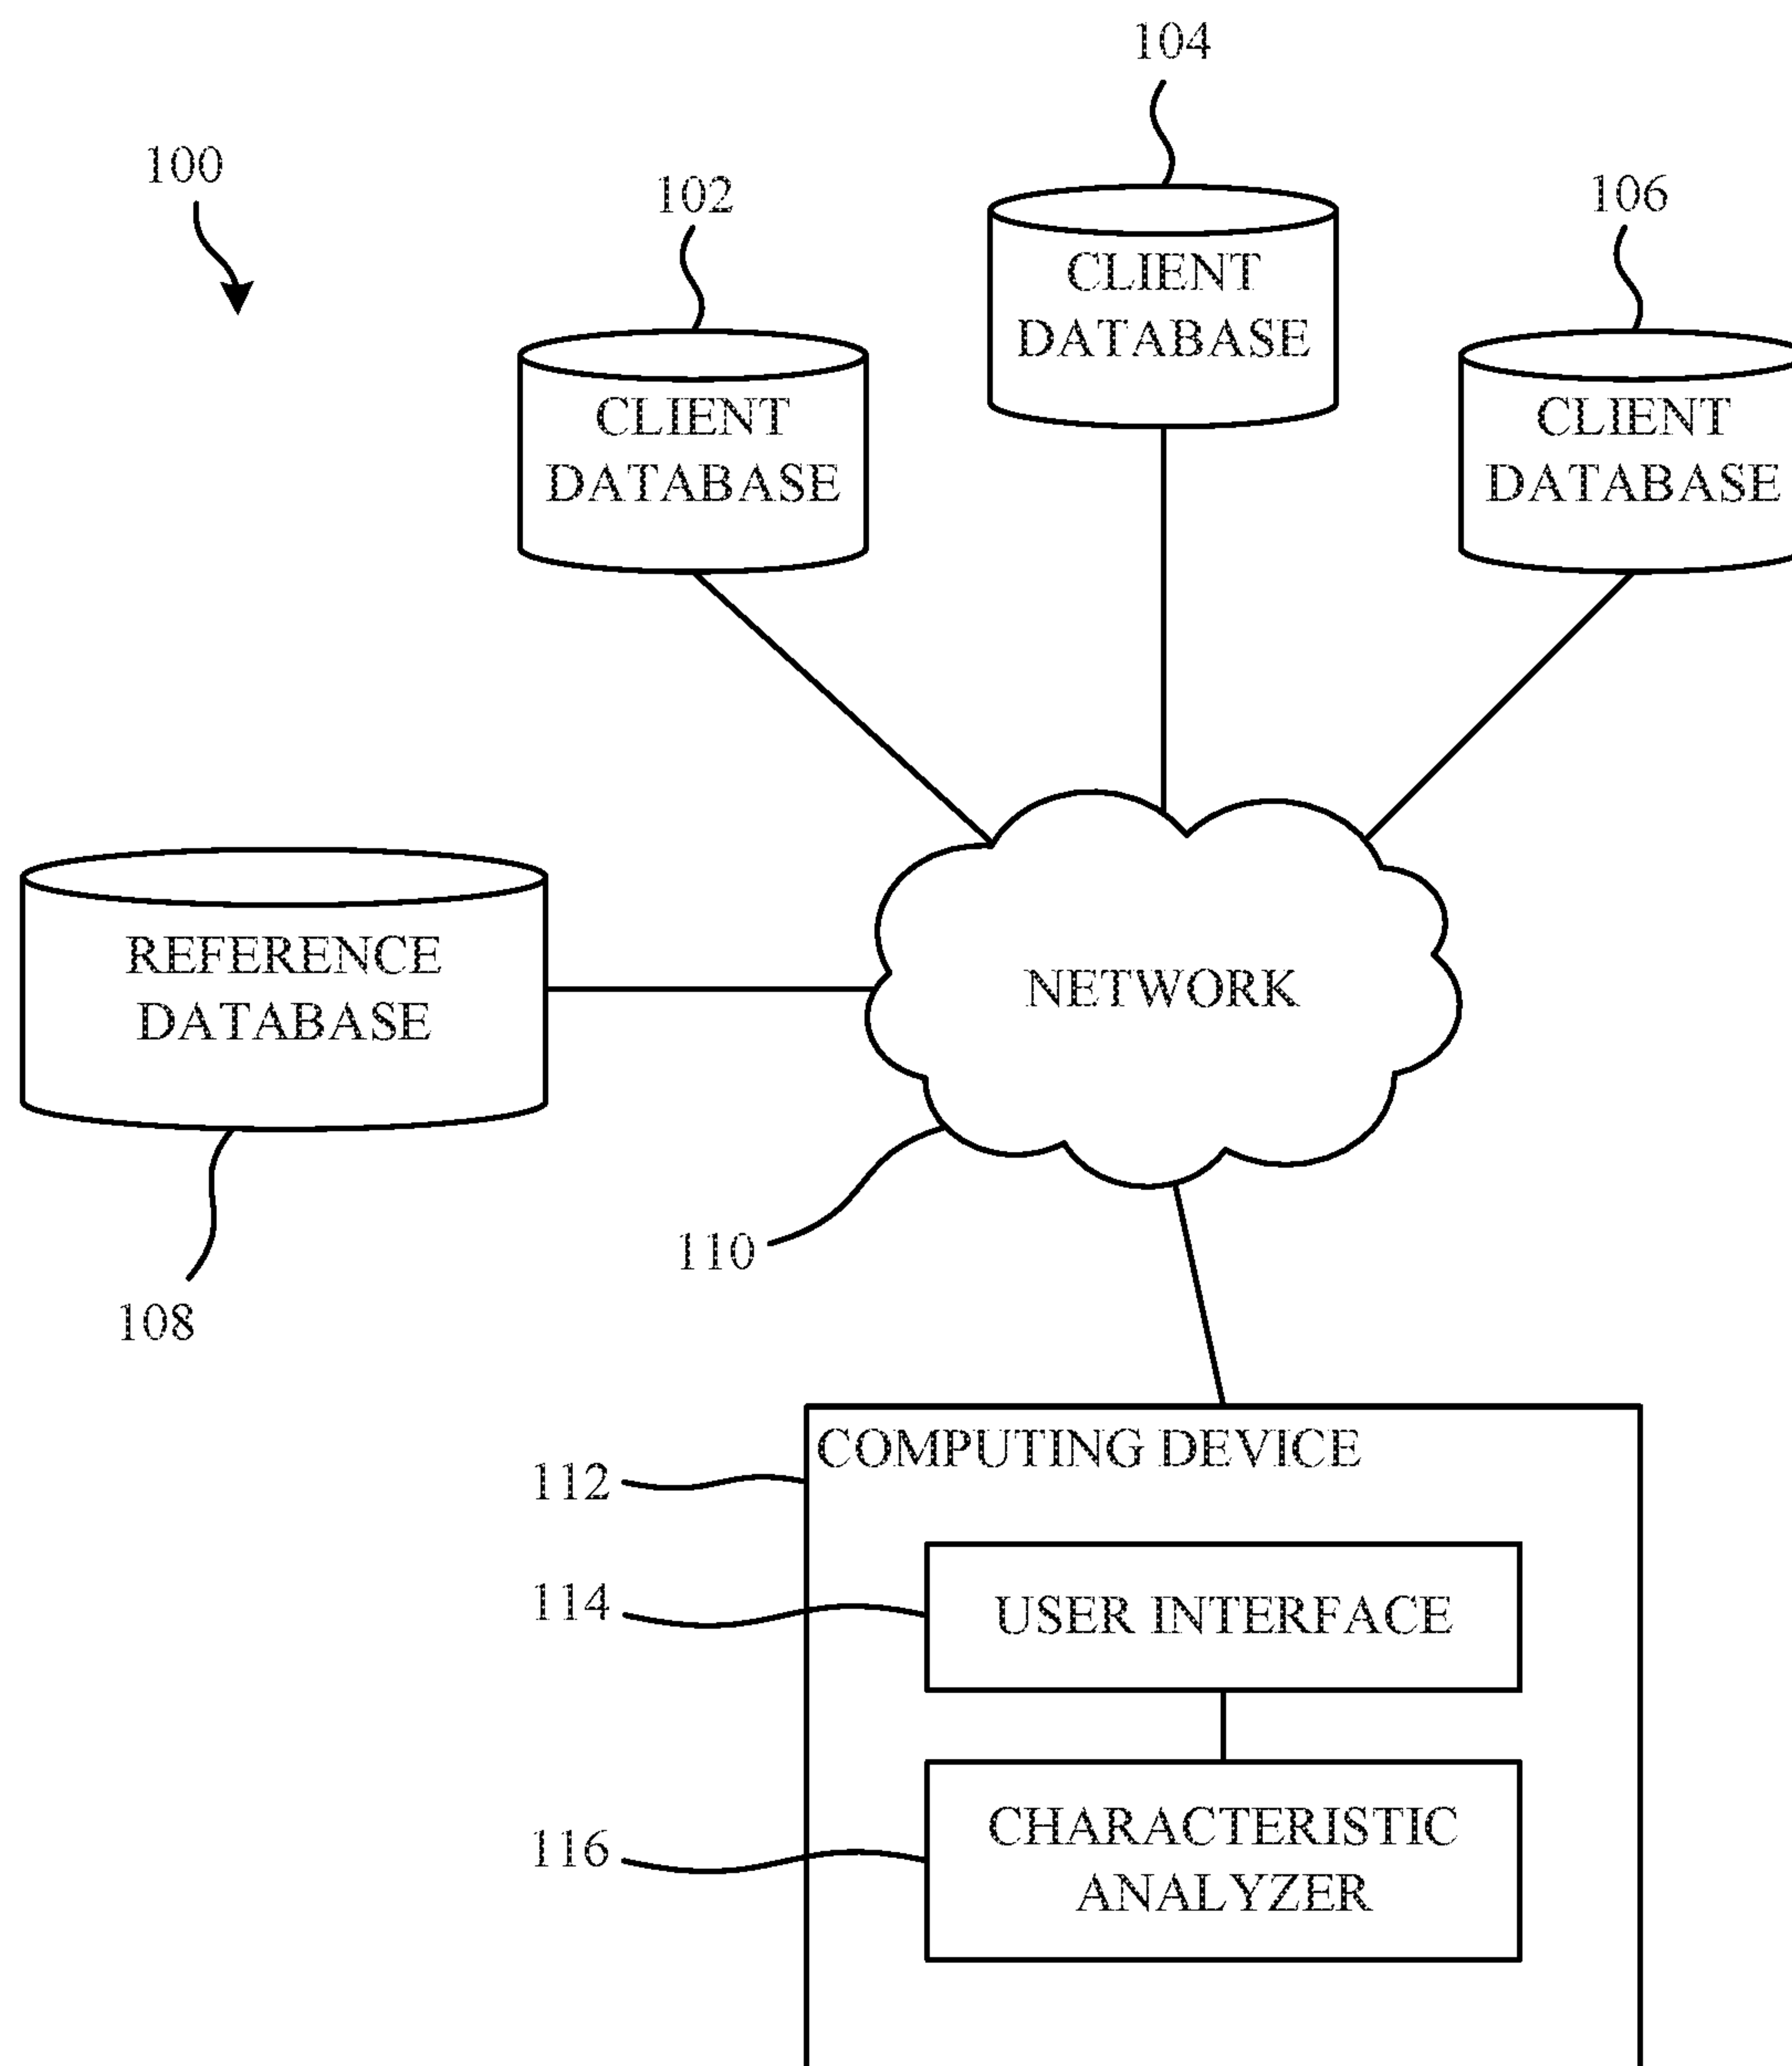 104
100
102
106
CLIENT
DATABASE
CLIENT
DATABASE
CLIENT
DATABASE
REFERENCE
DATABASE
NETWORK
110
108
COMPUTING DEVICE
112
114
USER INTERFACE
116
CHARACTERISTIC
ANALYZER